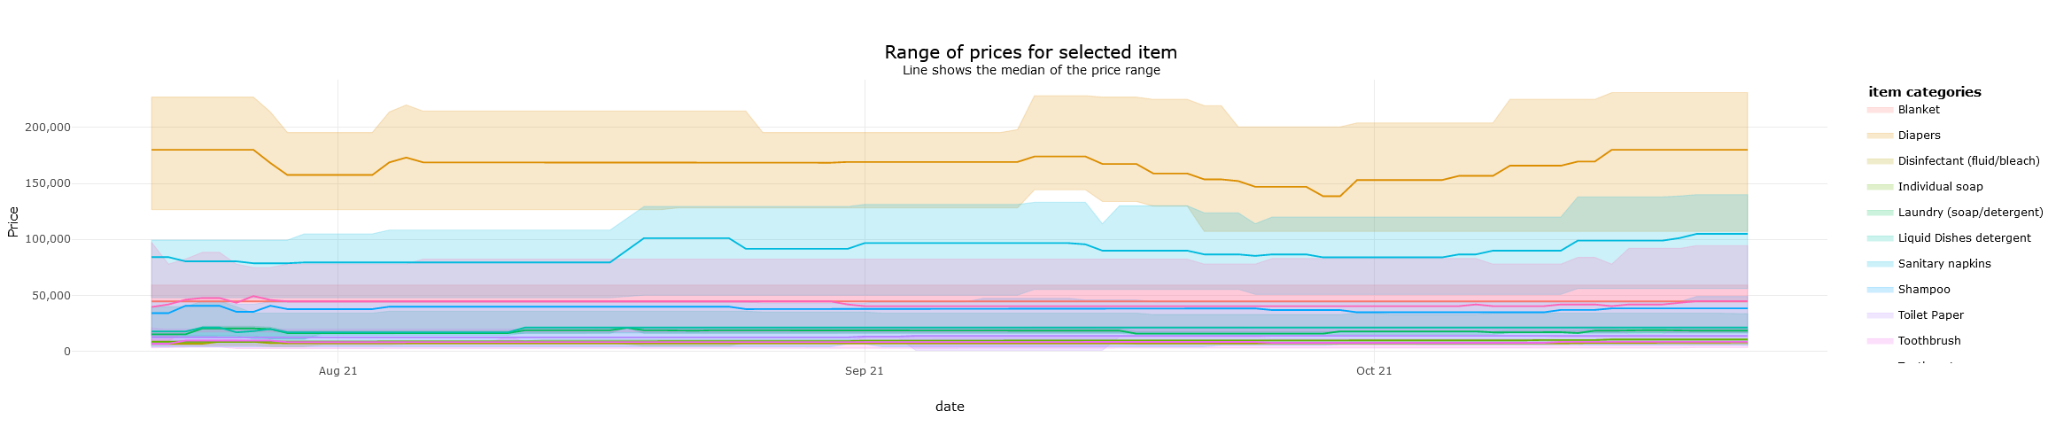 Range of prices for selected item
Line shows the median of the price range
item categories
Blanket
Diapers
Disinfectant (fluid/bleach)
Individual soap
Laundry (soap/detergent)
Liquid Dishes detergent
Sanitary napkins
Shampoo
Toilet Paper
Toothbrush
Price
200,000
150,000
100,000
50,000
0
Aug 21
Sep 21
Oct 21
date